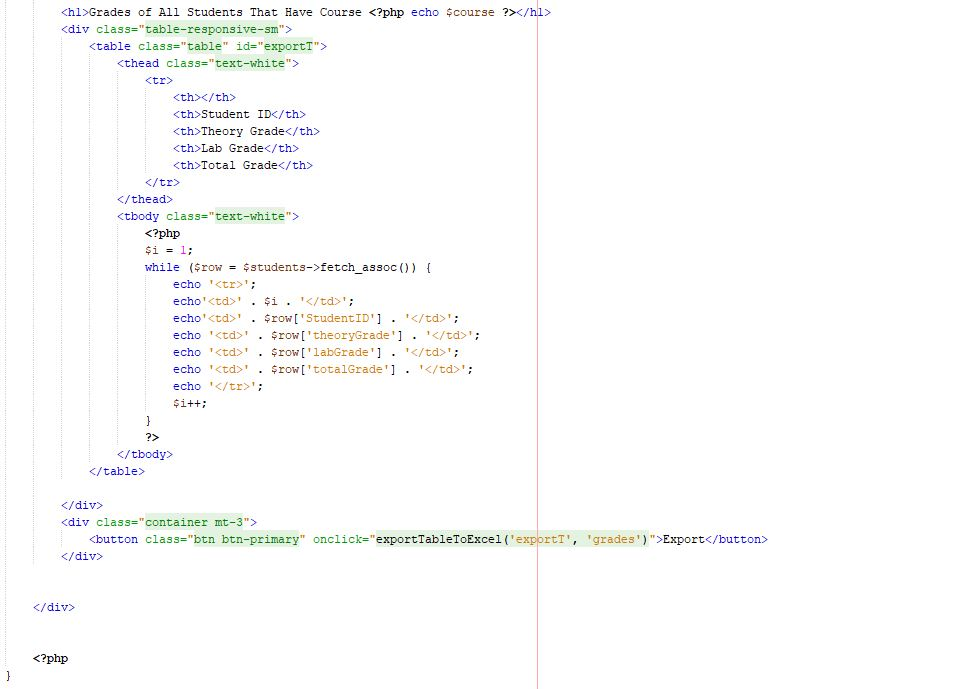 <h1>Grades of All Students That Have Course <?php echo $course ?></h1>
<div class="table-responsive-sm">
<table class="table" id="exportT">
<thead class="text-white">
<tr>
<th></th>
<th>Student ID</th>
<th>Theory Grade</th>
<th>Lab Grade</th>
<th>Total Grade</th>
</tr>
</thead>
<tbody class="text-white">
<?php
$i = 1;
while ($row = $students->fetch_assoc()) {
echo '<tr>';
echo'<td>' . $i . '</td>';
echo'<td>' . $row['StudentID'] . '</td>';
echo '<td>' . $row['theoryGrade'] . '</td>';
echo '<td>' . $row['labGrade'] . '</td>';
echo '<td>' . $row['totalGrade'] . '</td>';
echo '</tr>';
$i++;
}
?>
</tbody>
</table>
</div>
<div class="container mt-3">
<button class="btn btn-primary" onclick="exportTableToExcel('exportT', 'grades')">Export</button>
</div>
</div>
<?php
}